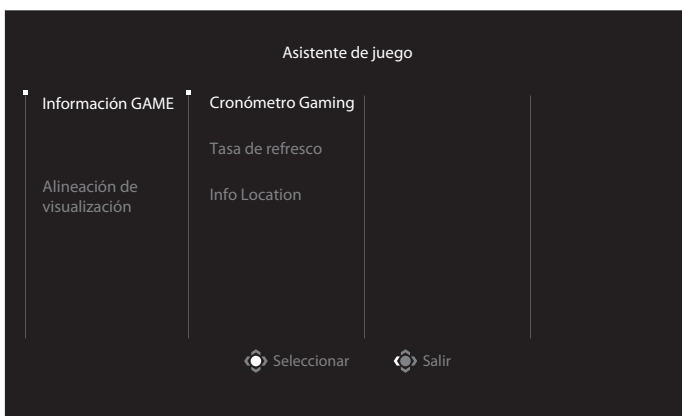 Asistente de juego
Información GAME
Cronómetro Gaming
Tasa de refresco
Alineación de
visualización
Info Location
Seleccionar
Salir